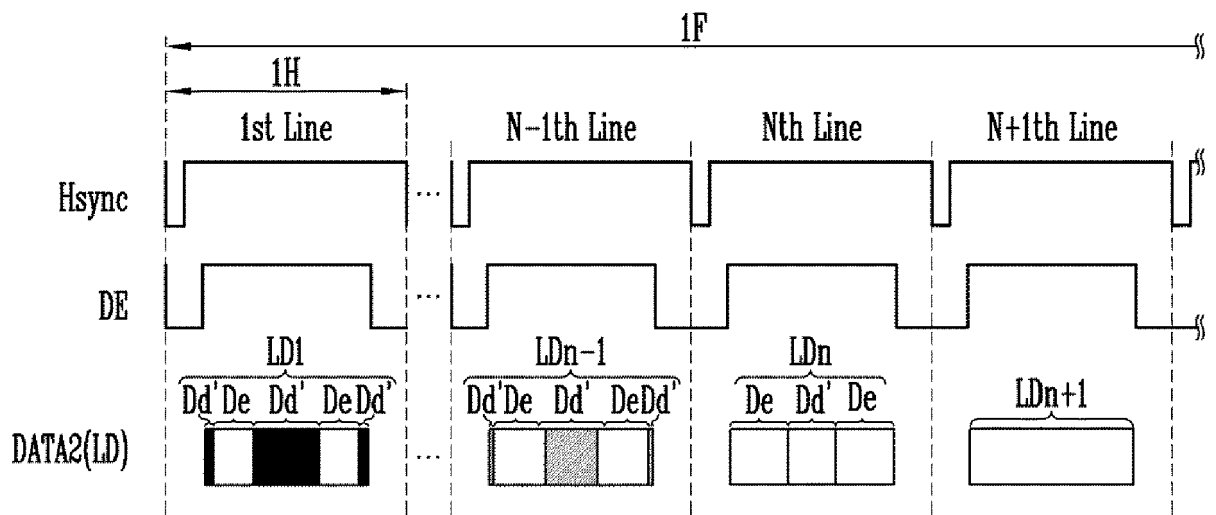 1F
1H
1st Line N-1th Line Nth Line N+1th Line
Hsync ...
DE ...
LD1 LDn-1 LDn LDn+1
Dd' De Dd' De Dd' Dd' De Dd' De Dd' De Dd' De
DATA2(LD) ...